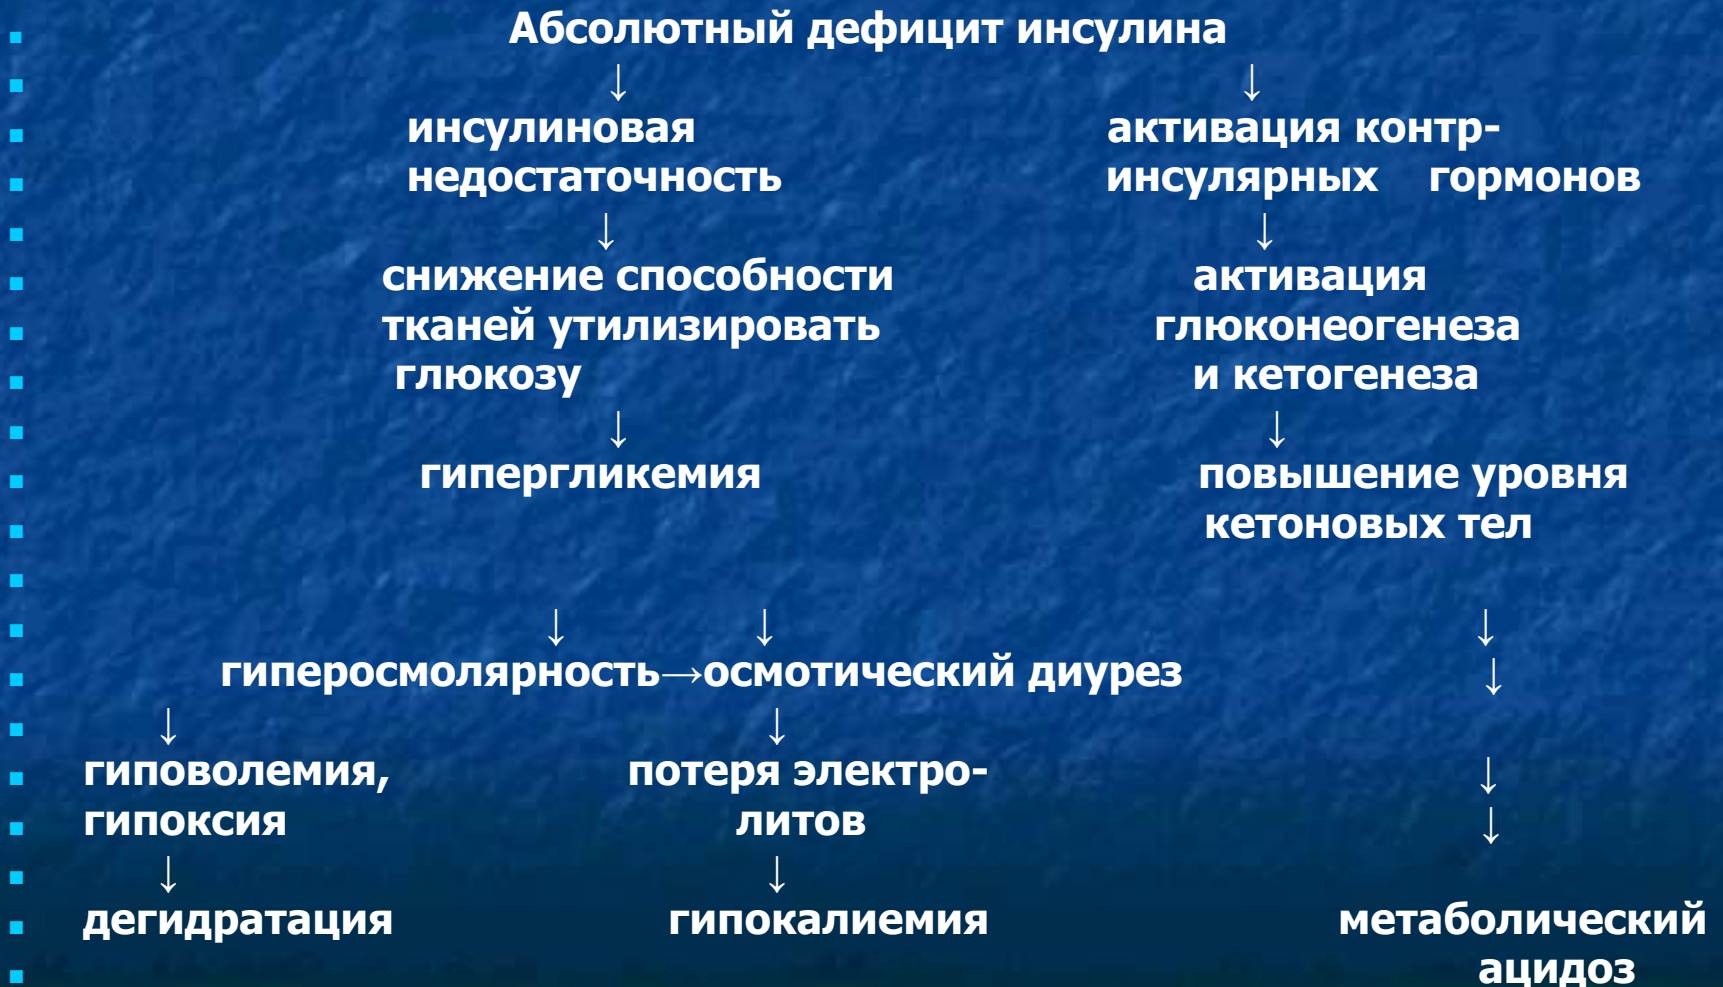 Абсолютный дефицит инсулина
↓ ↓
инсулиновая активация контр-
недостаточность инсулярных гормонов
↓ ↓
снижение способности активация
тканей утилизировать глюконеогенеза
глюкозу и кетогенеза
↓ ↓
гипергликемия повышение уровня
кетоновых тел
↓ ↓ ↓
гиперосмолярность→осмотический диурез ↓
↓ ↓
гиповолемия, потеря электро- ↓
гипоксия литов ↓
↓ ↓
дегидратация гипокалиемия метаболический
ацидоз